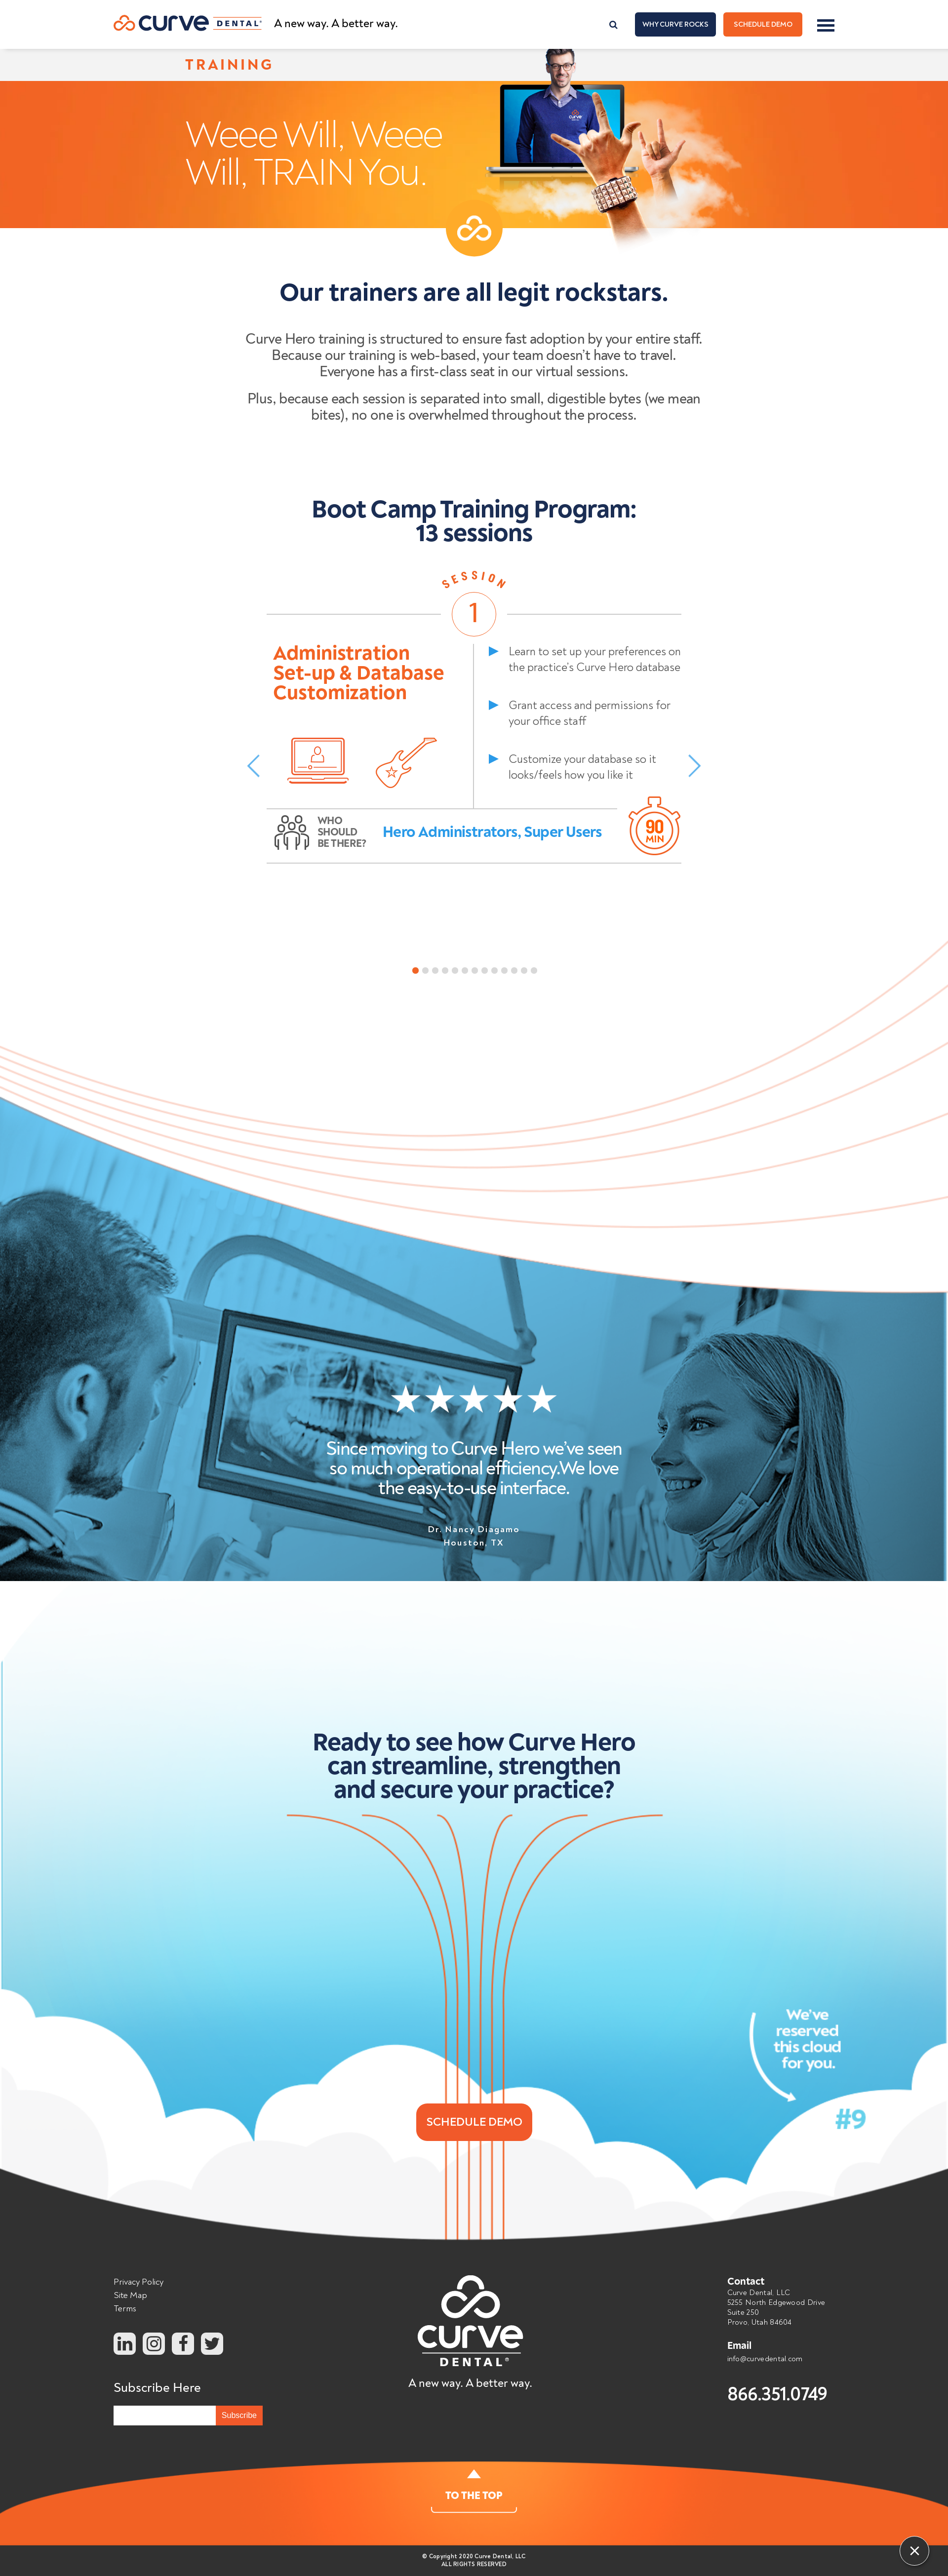 curve
DENTAL®
A new way. A better way.
WHY CURVE ROCKS
SCHEDULE DEMO
TRAINING
Weee Will, Weee
Will, TRAIN You.
curve
Our trainers are all legit rockstars.
Curve Hero training is structured to ensure fast adoption by your entire staff.
Because our training is web-based, your team doesn't have to travel.
Everyone has a first-class seat in our virtual sessions.
Plus, because each session is separated into small, digestible bytes (we mean
bites), no one is overwhelmed throughout the process.
Boot Camp Training Program:
13 sessions
SESSION
1
Administration
Set-up & Database
Customization
Learn to set up your preferences on
the practice's Curve Hero database
Grant access and permissions for
your office staff
Customize your database so it
looks/feels how you like it
WHO
SHOULD
BE THERE?
Hero Administrators, Super Users
90
MIN
Since moving to Curve Hero we've seen
so much operational efficiency.We love
the easy-to-use interface.
Dr. Nancy Diagamo
Houston, TX
Ready to see how Curve Hero
can streamline, strengthen
and secure your practice?
We've
reserved
this cloud
for you.
#9
SCHEDULE DEMO
Privacy Policy
Site Map
Terms
Subscribe Here
Subscribe
curve
DENTAL®
A new way. A better way.
Contact
Curve Dental, LLC
5255 North Edgewood Drive
Suite 250
Provo, Utah 84604
Email
info@curvedental.com
866.351.0749
TO THE TOP
© Copyright 2020 Curve Dental, LLC
ALL RIGHTS RESERVED